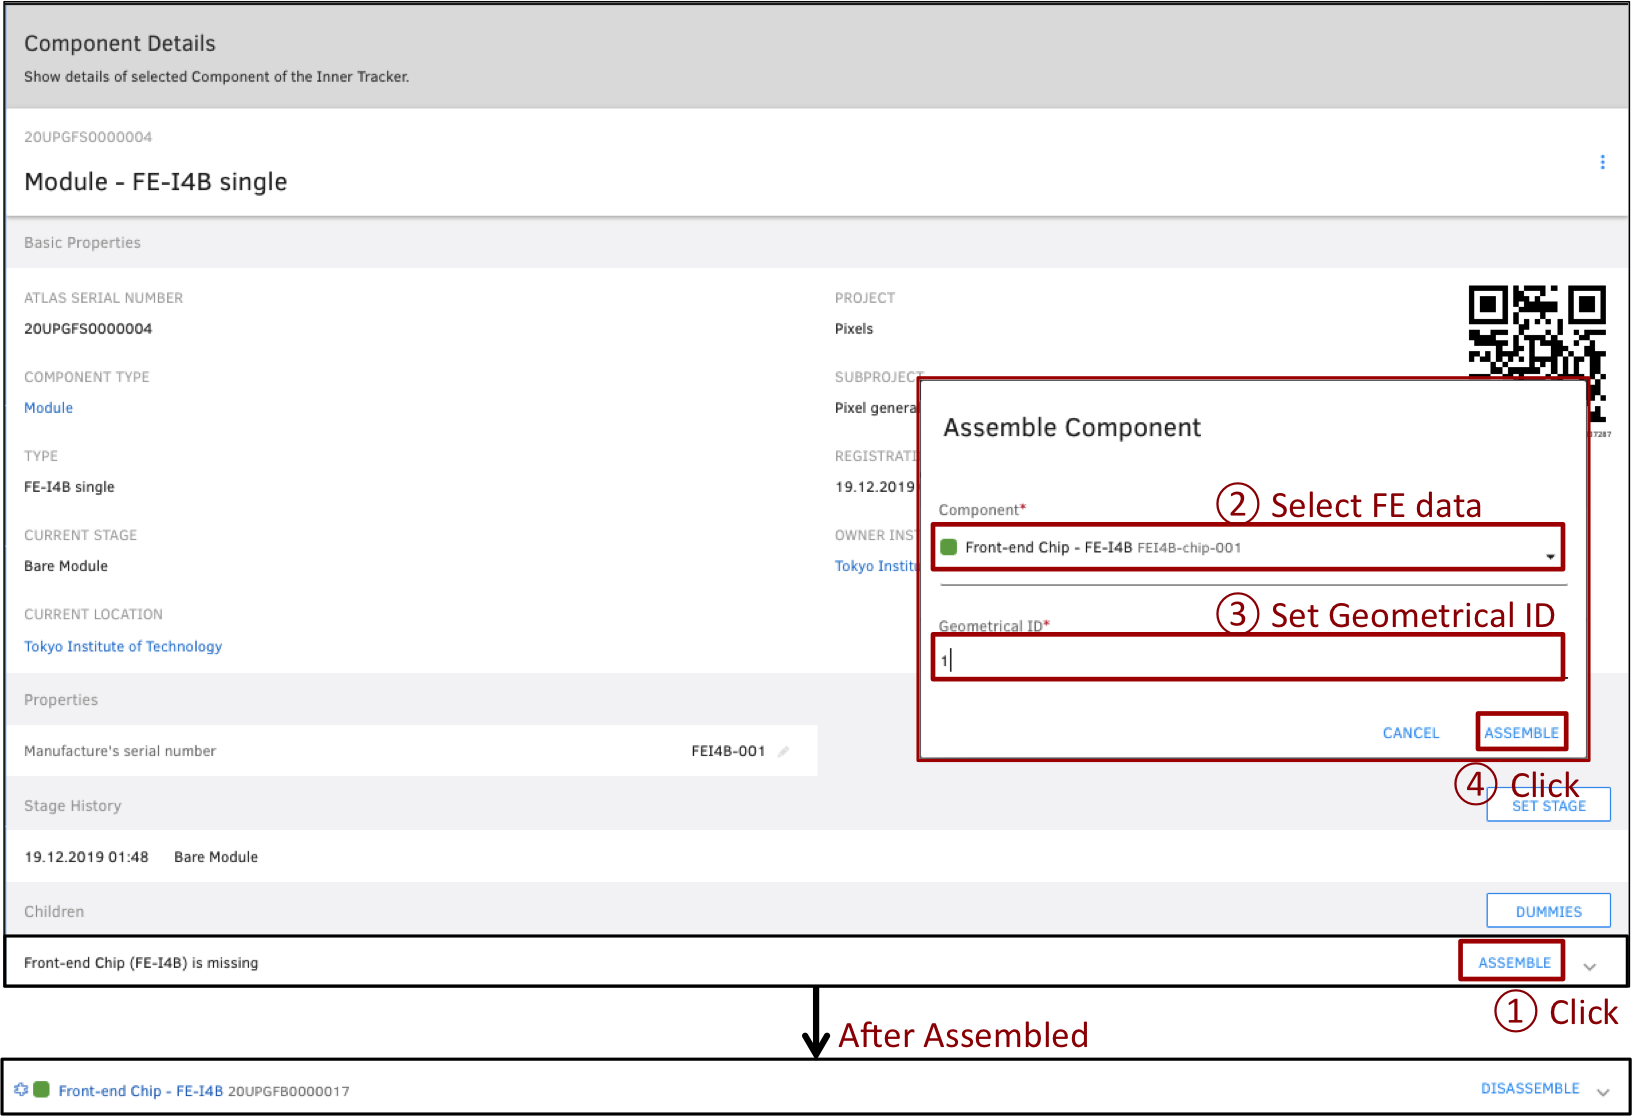 Component Details
Show details of selected Component of the Inner Tracker.
20UPGFS0000004
Module - FE-I4B single
Basic Properties
ATLAS SERIAL NUMBER
20UPGFS0000004
PROJECT
Pixels
COMPONENT TYPE
Module
SUBPROJECT
Pixel genera
TYPE
FE-I4B single
REGISTRATI
19.12.2019
CURRENT STAGE
Bare Module
OWNER INST
Tokyo Institu
CURRENT LOCATION
Tokyo Institute of Technology
37287
Assemble Component
Component*
② Select FE data
Front-end Chip - FE-I4B FEI4B-chip-001
Geometrical ID*
③ Set Geometrical ID
1
CANCEL
ASSEMBLE
④ Click
Properties
Manufacture's serial number
FEI4B-001
Stage History
SET STAGE
19.12.2019 01:48 Bare Module
Children
DUMMIES
Front-end Chip (FE-I4B) is missing
ASSEMBLE
① Click
After Assembled
Front-end Chip - FE-I4B 20UPGFB0000017
DISASSEMBLE